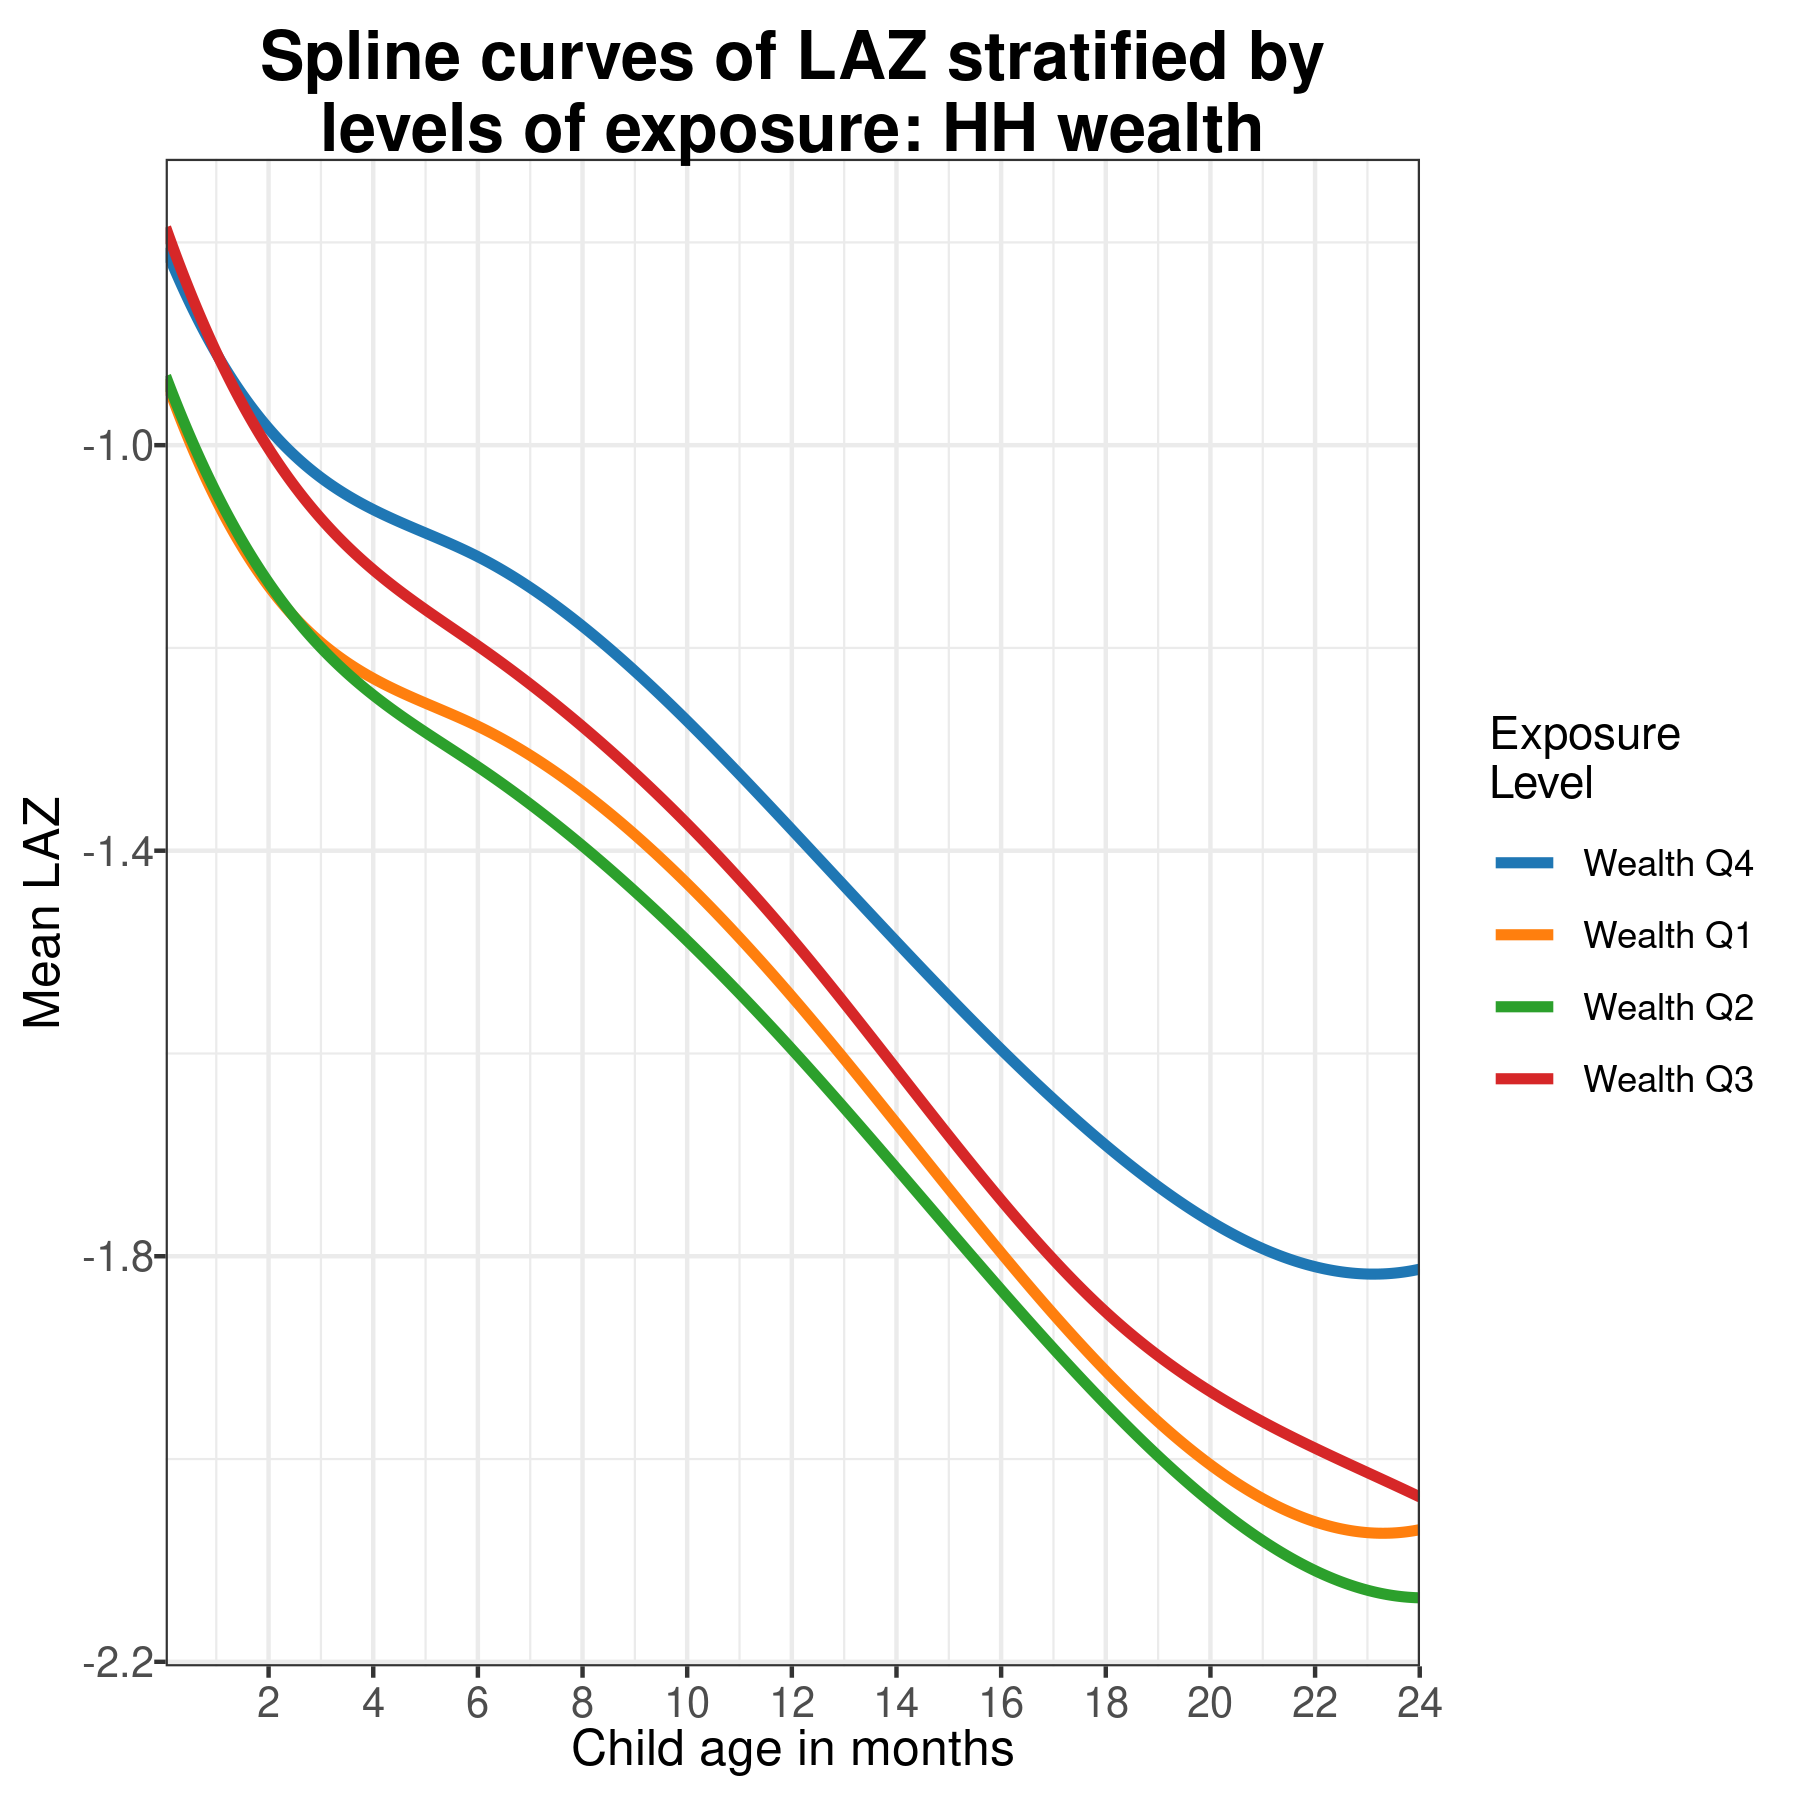 Spline curves of LAZ stratified by
levels of exposure: HH wealth
Mean LAZ
-1.0
-1.4
-1.8
-2.2
2 4 6 8 10 12 14 16 18 20 22 24
Child age in months
Exposure
Level
Wealth Q4
Wealth Q1
Wealth Q2
Wealth Q3